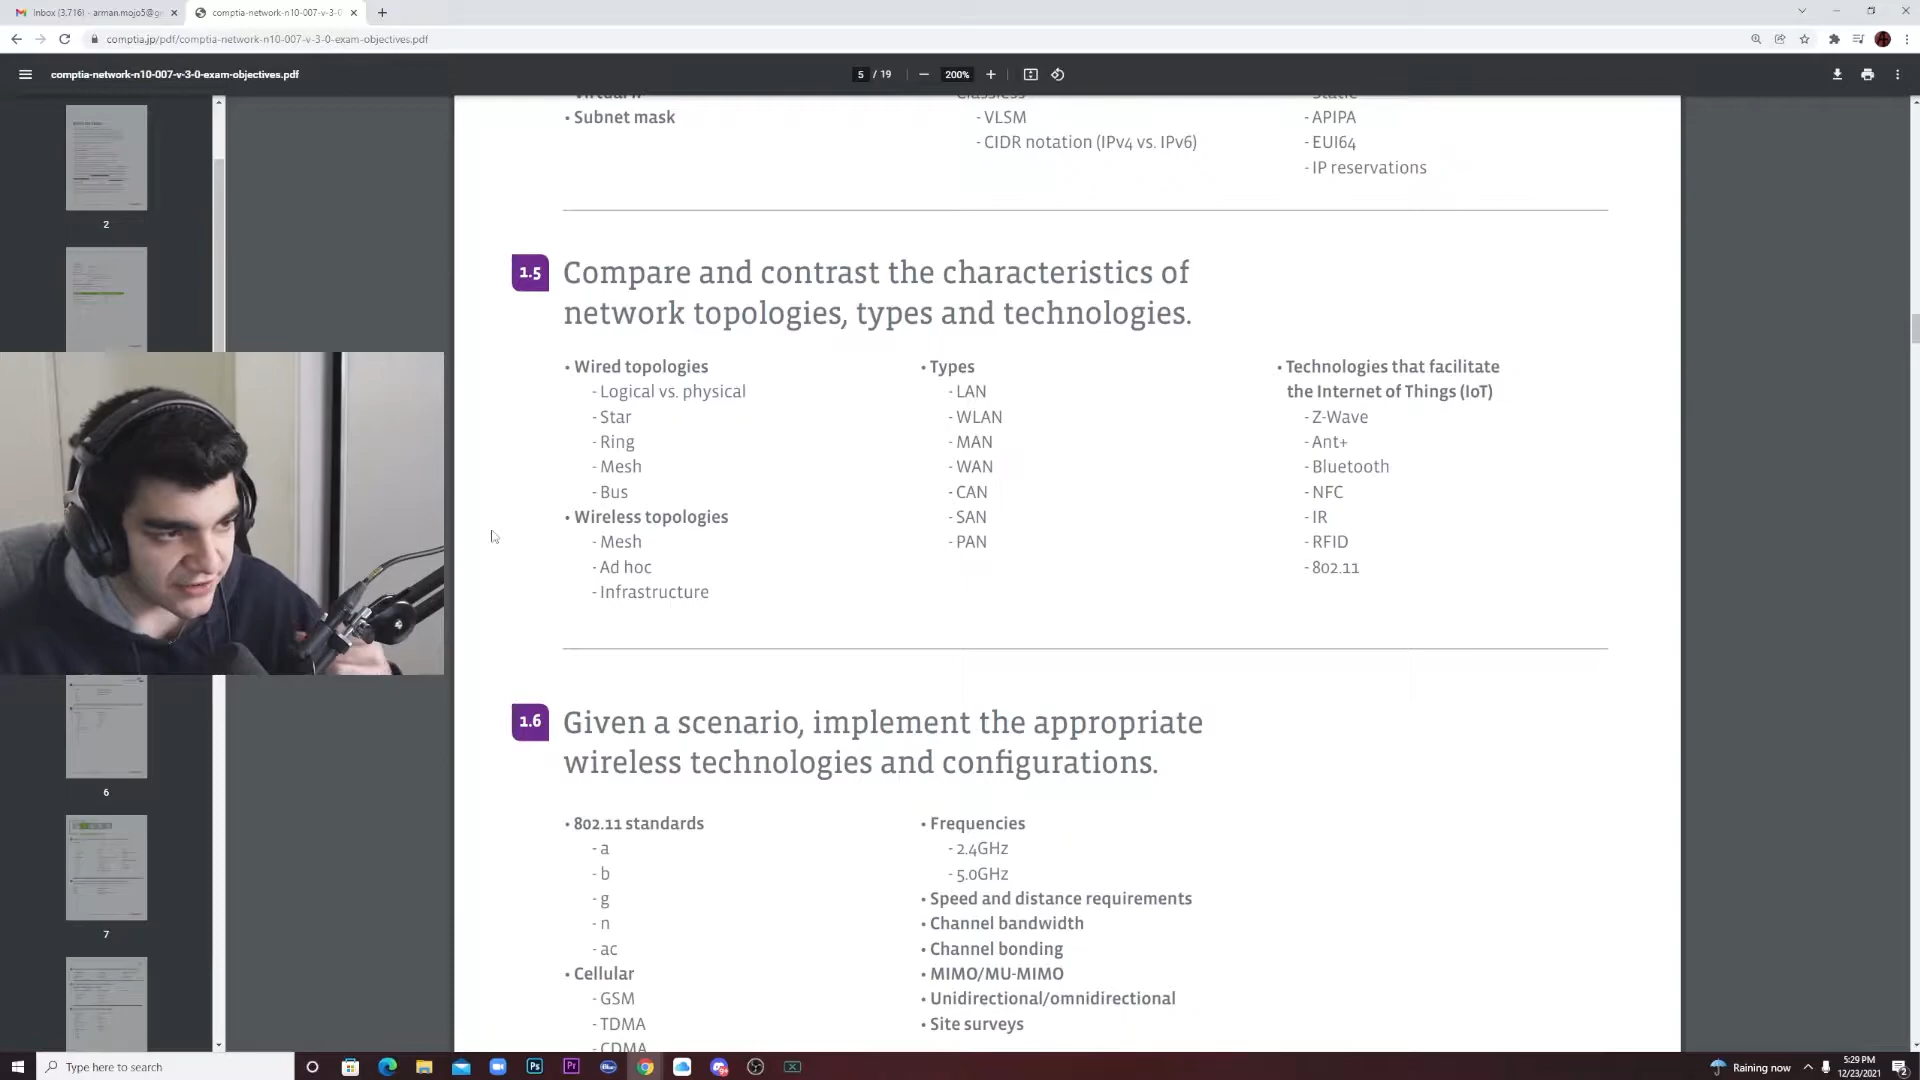 Inbox (3,716) - arman.mojo5@gm
comptia-network-n10-007-v-3-0-
comptia.jp/pdf/comptia-network-n10-007-v-3-0-exam-objectives.pdf
comptia-network-n10-007-v-3-0-exam-objectives.pdf
5 / 19
200%
• Subnet mask
- VLSM
- CIDR notation (IPv4 vs. IPv6)
- APIPA
- EUI64
- IP reservations
1.5
Compare and contrast the characteristics of
network topologies, types and technologies.
• Wired topologies
- Logical vs. physical
- Star
- Ring
- Mesh
- Bus
• Wireless topologies
- Mesh
- Ad hoc
- Infrastructure
• Types
- LAN
- WLAN
- MAN
- WAN
- CAN
- SAN
- PAN
• Technologies that facilitate
the Internet of Things (IoT)
- Z-Wave
- Ant+
- Bluetooth
- NFC
- IR
- RFID
- 802.11
1.6
Given a scenario, implement the appropriate
wireless technologies and configurations.
• 802.11 standards
- a
- b
- g
- n
- ac
• Cellular
- GSM
- TDMA
- CDMA
• Frequencies
- 2.4GHz
- 5.0GHz
• Speed and distance requirements
• Channel bandwidth
• Channel bonding
• MIMO/MU-MIMO
• Unidirectional/omnidirectional
• Site surveys
2
6
7
Type here to search
Ps
Pr
Raining now
5:29 PM
12/23/2021
2